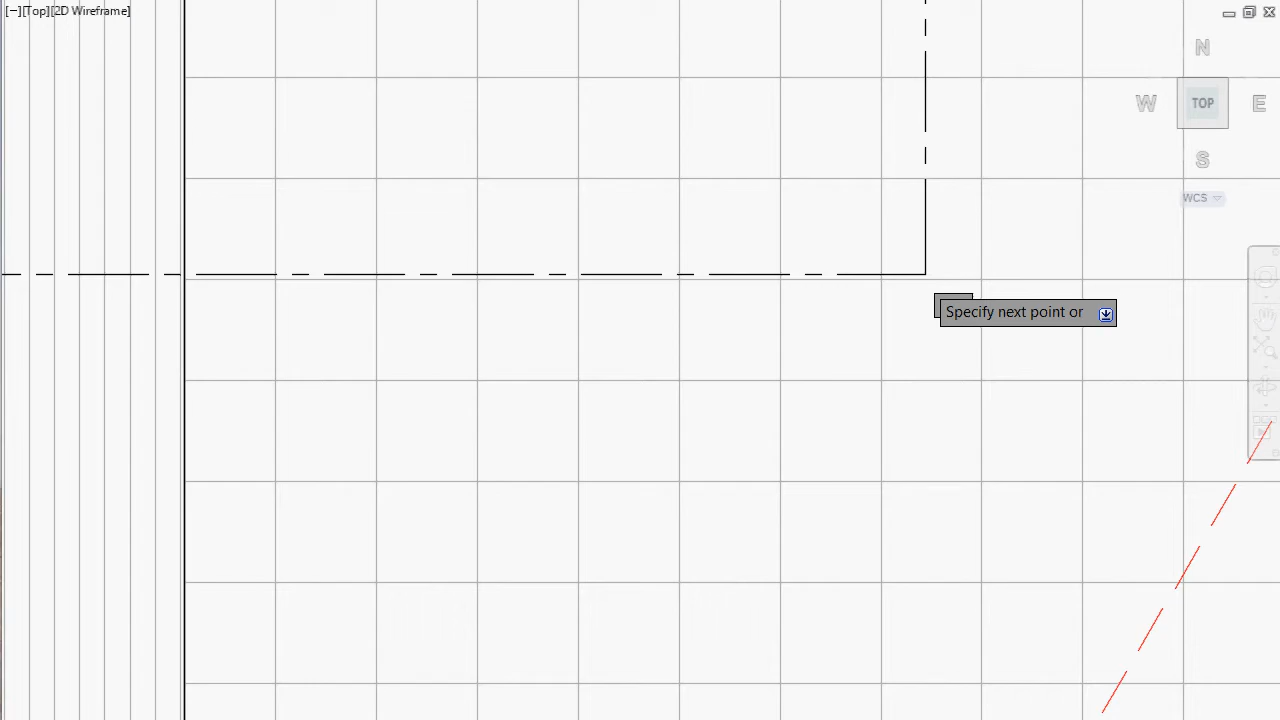 [−][Top][2D Wireframe]
N
W
TOP
E
S
WCS
Specify next point or